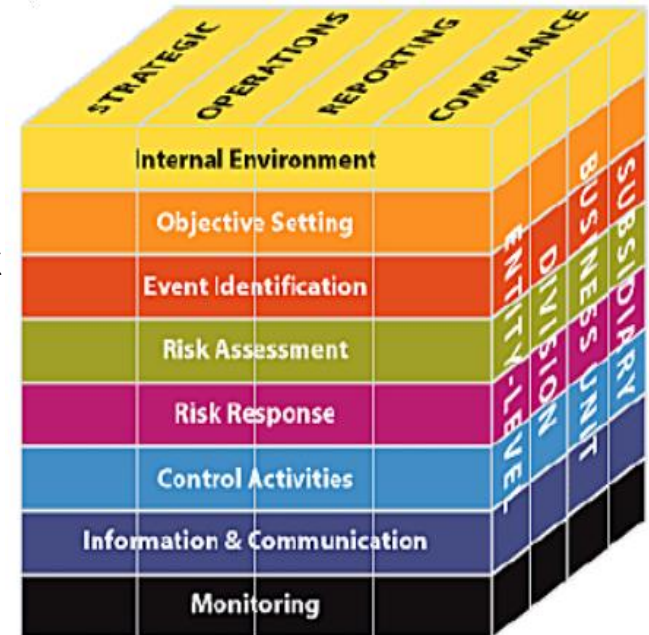 STRATEGIC
OPERATIONS
REPORTING
COMPLIANCE
Internal Environment
Objective Setting
Event Identification
Risk Assessment
Risk Response
Control Activities
Information & Communication
Monitoring
ENTITY-LEVEL
DIVISION
BUSINESS UNIT
SUBSIDIARY